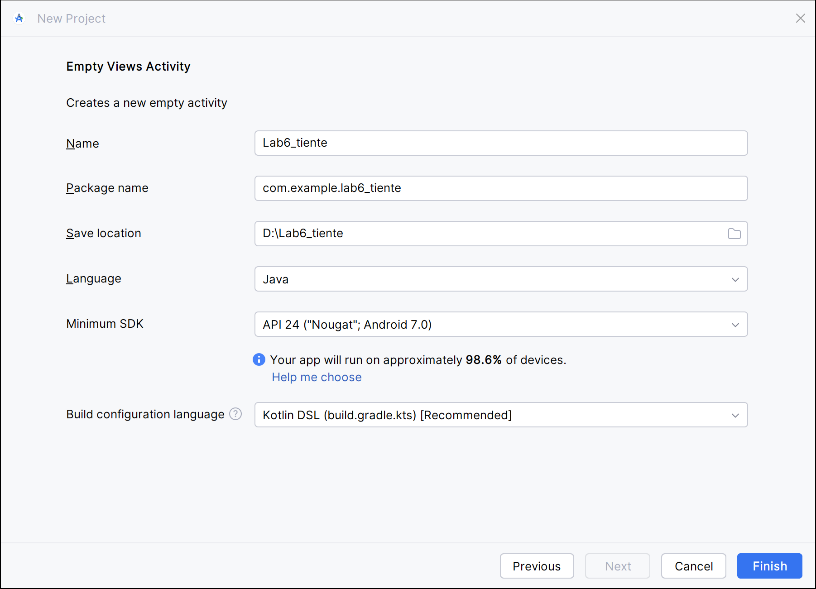 New Project
Empty Views Activity
Creates a new empty activity
Name
Lab6_tiente
Package name
com.example.lab6_tiente
Save location
D:\Lab6_tiente
Language
Java
Minimum SDK
API 24 ("Nougat"; Android 7.0)
Your app will run on approximately 98.6% of devices.
Help me choose
Build configuration language ?
Kotlin DSL (build.gradle.kts) [Recommended]
Previous
Next
Cancel
Finish